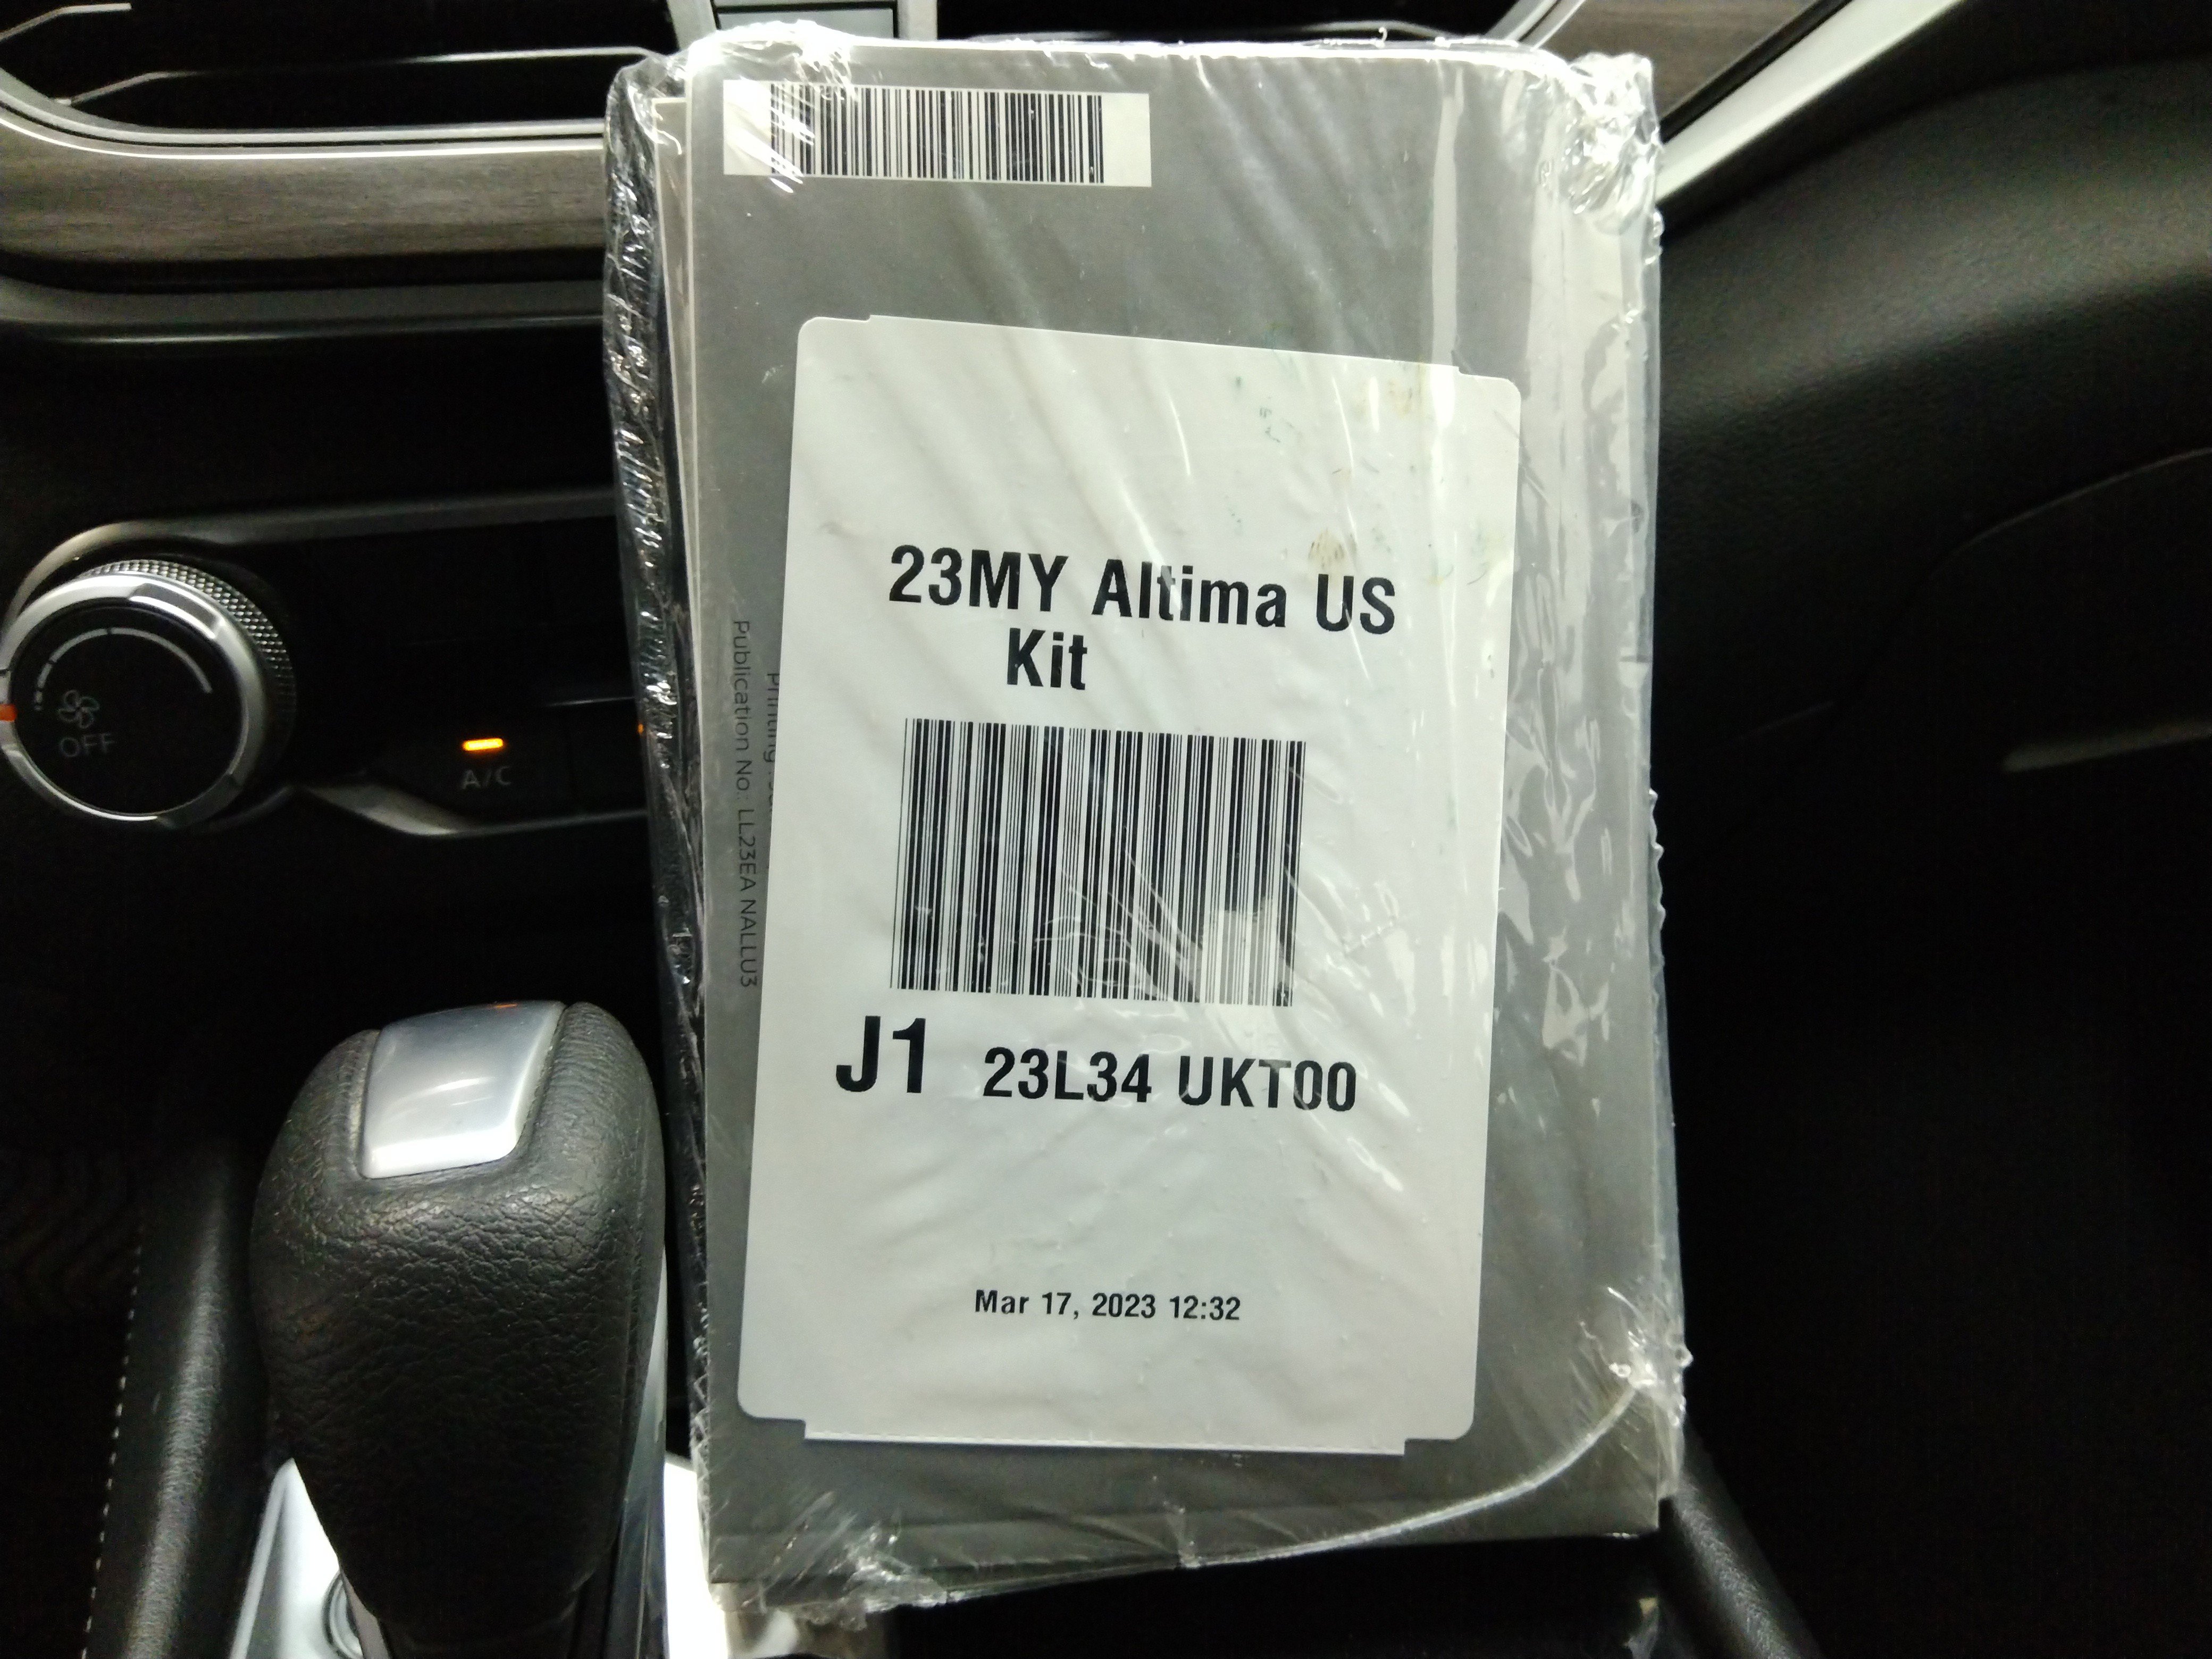 23MY Altima US
Kit
J1 23L34 UKT00
Mar 17, 2023 12:32
Publication No.: LL23EA NALLU3
OFF
A/C